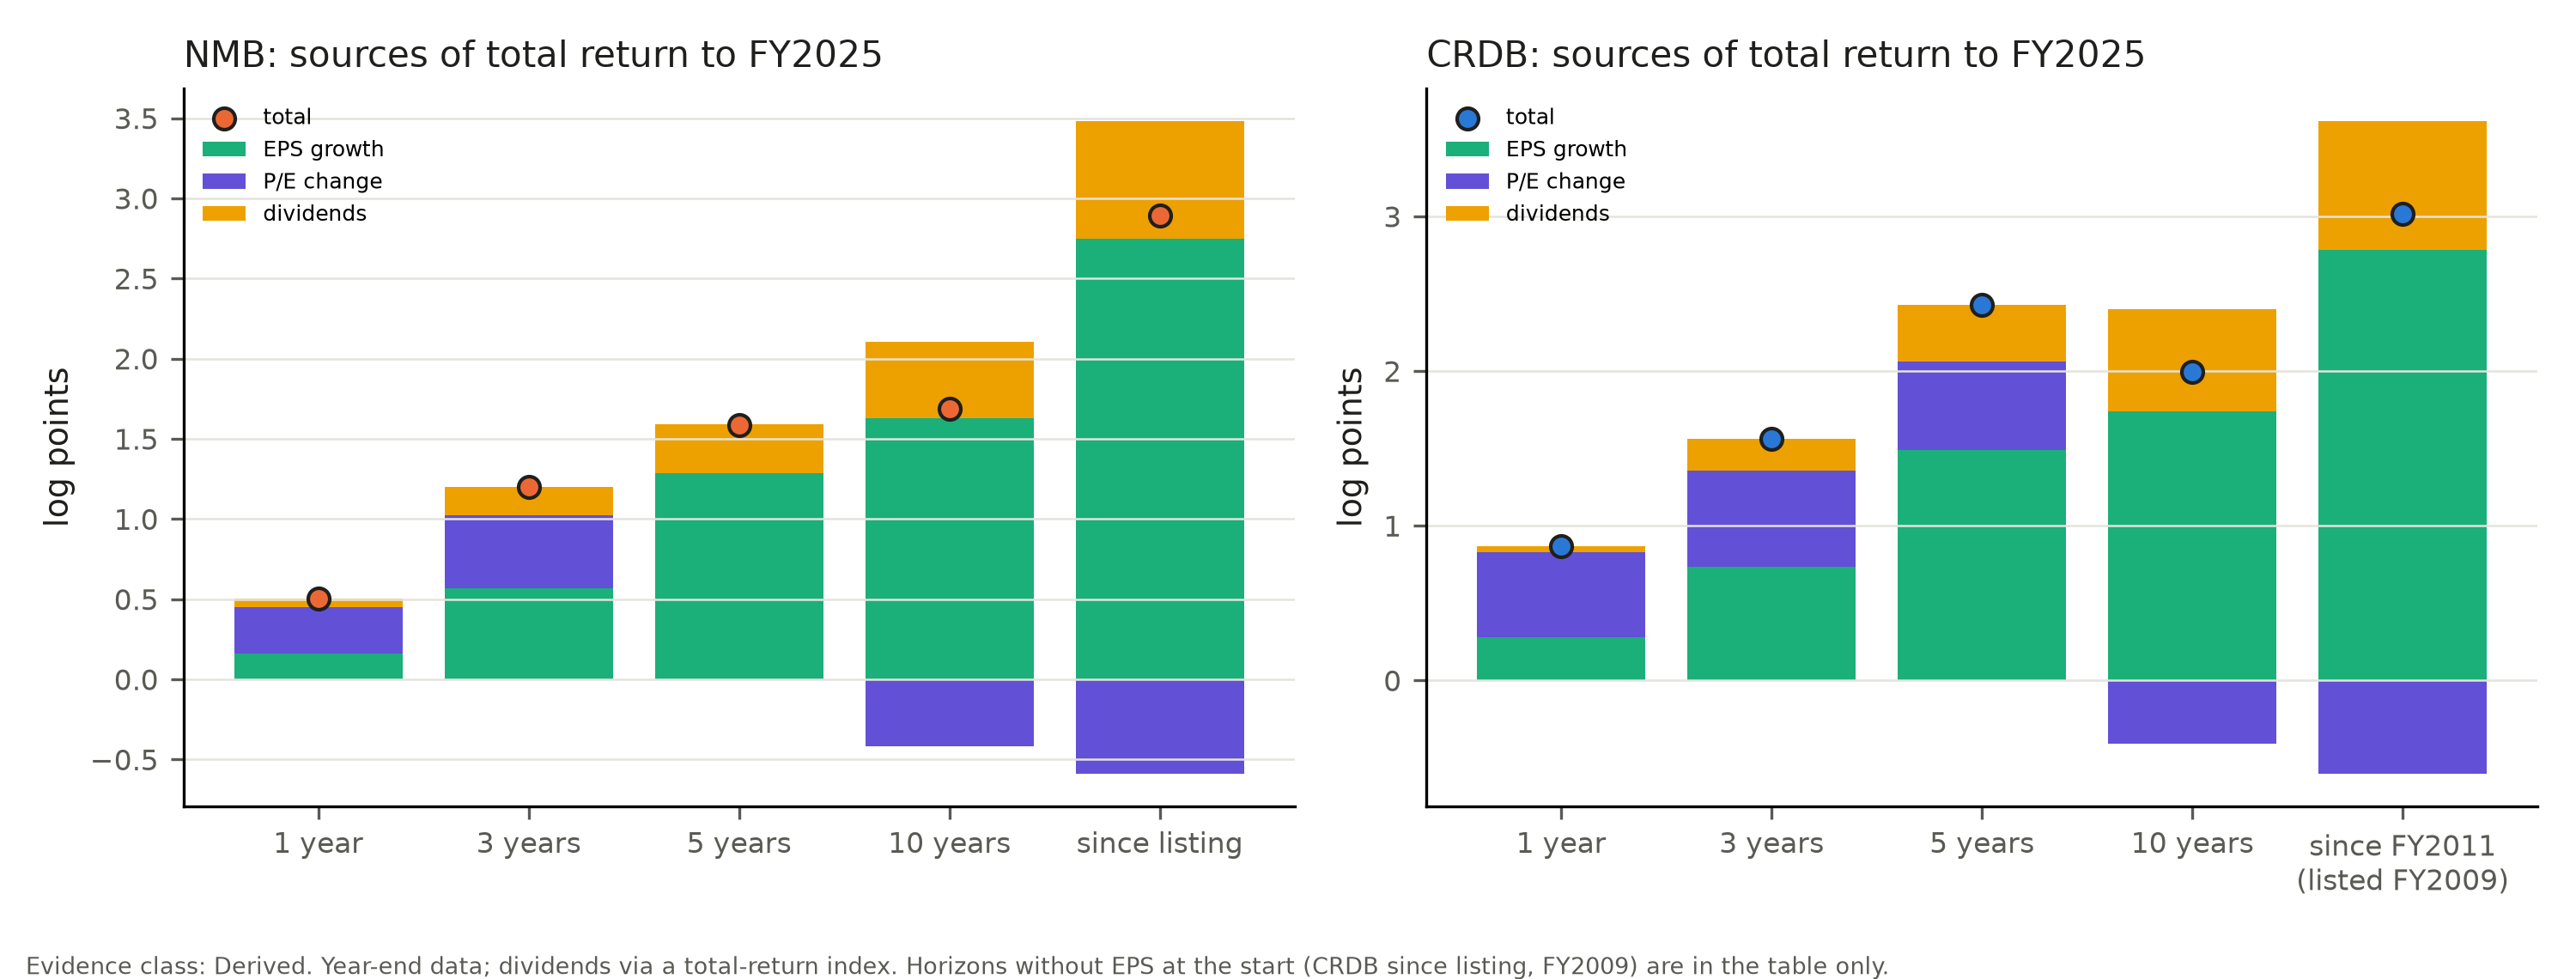 NMB: sources of total return to FY2025
total
EPS growth
P/E change
dividends
log points
3.5
3.0
2.5
2.0
1.5
1.0
0.5
0.0
−0.5
1 year
3 years
5 years
10 years
since listing
CRDB: sources of total return to FY2025
total
EPS growth
P/E change
dividends
log points
3
2
1
0
1 year
3 years
5 years
10 years
since FY2011
(listed FY2009)
Evidence class: Derived. Year-end data; dividends via a total-return index. Horizons without EPS at the start (CRDB since listing, FY2009) are in the table only.